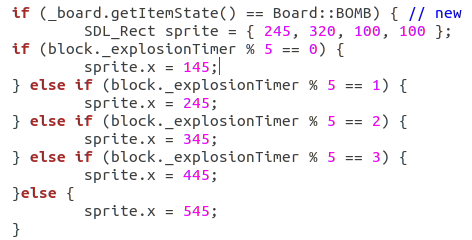 if (_board.getItemState() == Board::BOMB) { // new
        SDL_Rect sprite = { 245, 320, 100, 100 };
if (block._explosionTimer % 5 == 0) {
        sprite.x = 145;
} else if (block._explosionTimer % 5 == 1) {
        sprite.x = 245;
} else if (block._explosionTimer % 5 == 2) {
        sprite.x = 345;
} else if (block._explosionTimer % 5 == 3) {
        sprite.x = 445;
}else {
        sprite.x = 545;
}